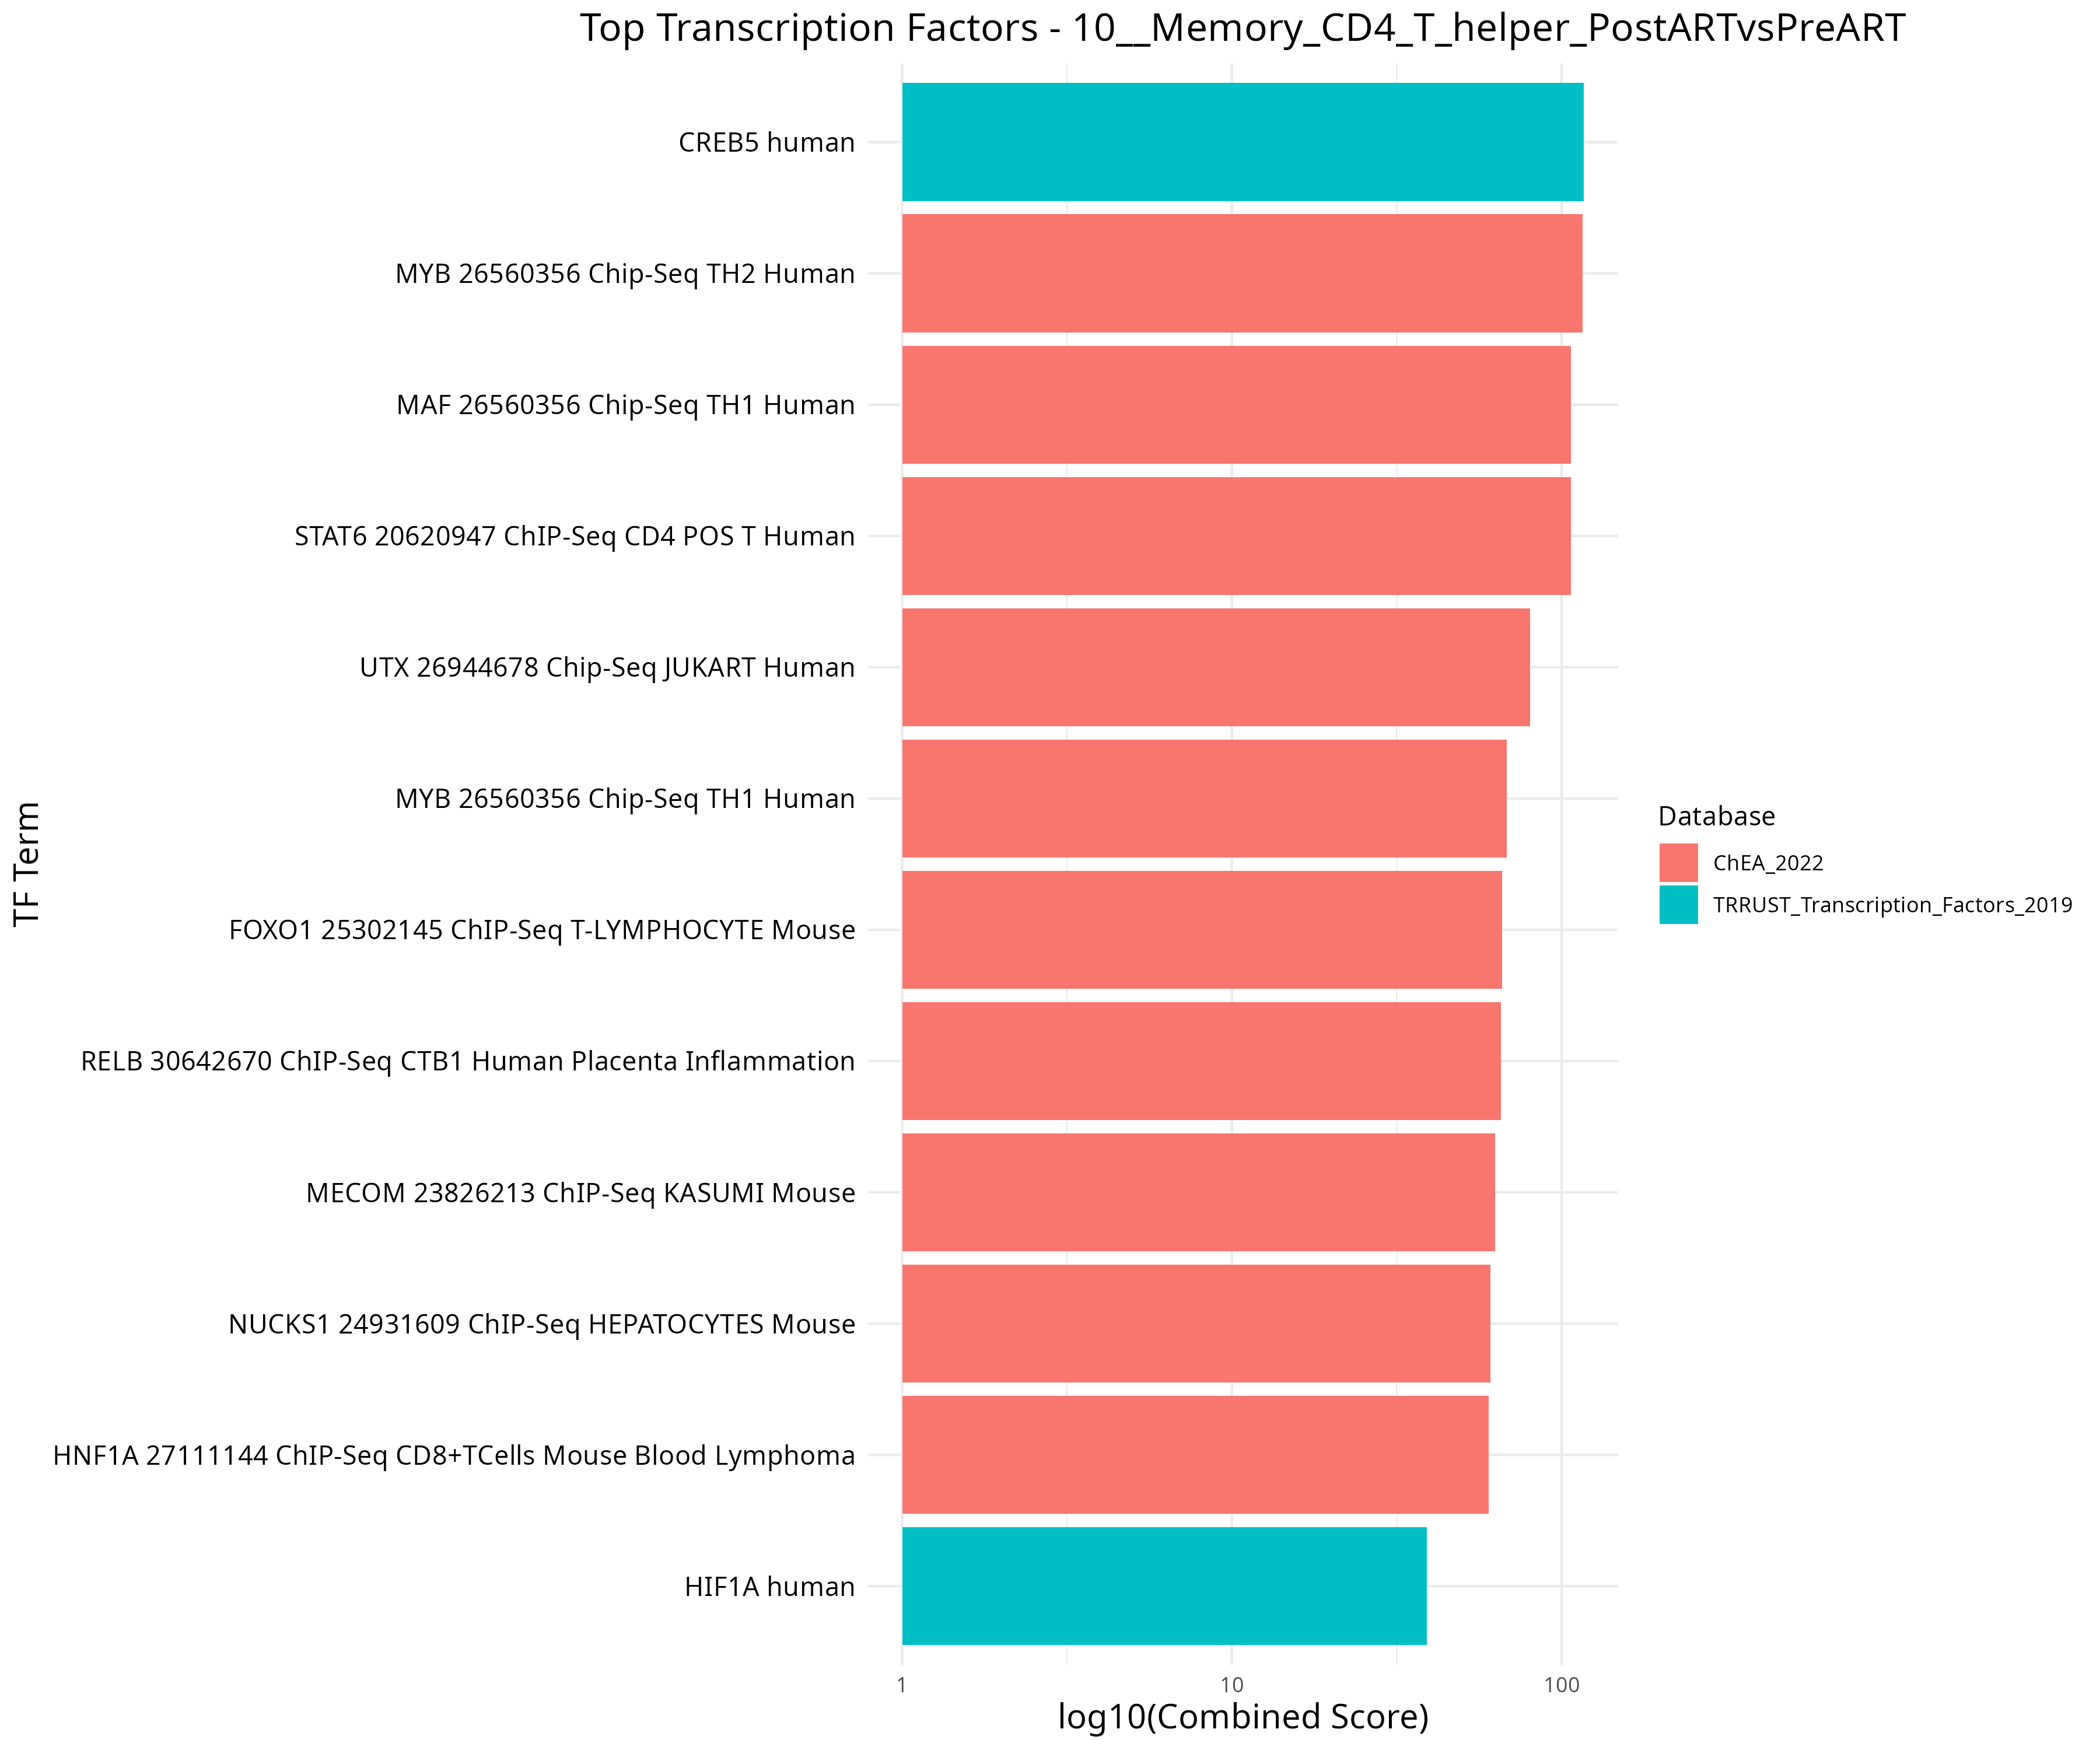 Top Transcription Factors - 10__Memory_CD4_T_helper_PostARTvsPreART
TF Term
CREB5 human
MYB 26560356 Chip-Seq TH2 Human
MAF 26560356 Chip-Seq TH1 Human
STAT6 20620947 ChIP-Seq CD4 POS T Human
UTX 26944678 Chip-Seq JUKART Human
MYB 26560356 Chip-Seq TH1 Human
FOXO1 25302145 ChIP-Seq T-LYMPHOCYTE Mouse
RELB 30642670 ChIP-Seq CTB1 Human Placenta Inflammation
MECOM 23826213 ChIP-Seq KASUMI Mouse
NUCKS1 24931609 ChIP-Seq HEPATOCYTES Mouse
HNF1A 27111144 ChIP-Seq CD8+TCells Mouse Blood Lymphoma
HIF1A human
1 10 100
log10(Combined Score)
Database
ChEA_2022
TRRUST_Transcription_Factors_2019